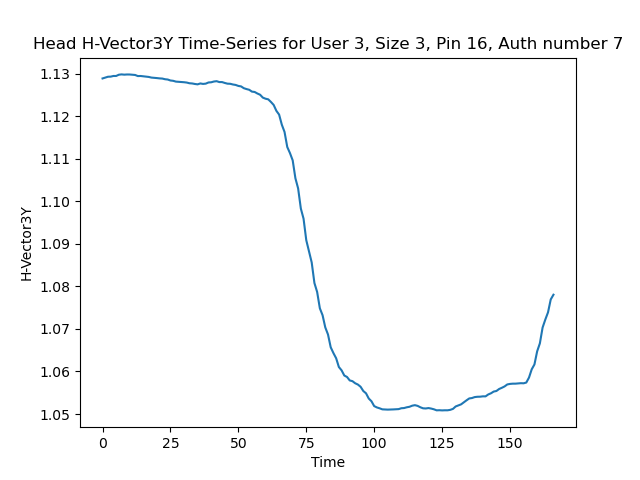 Head H-Vector3Y Time-Series for User 3, Size 3, Pin 16, Auth number 7
1.13
1.12
1.11
1.10
1.09
1.08
1.07
1.06
1.05
H-Vector3Y
0 25 50 75 100 125 150
Time